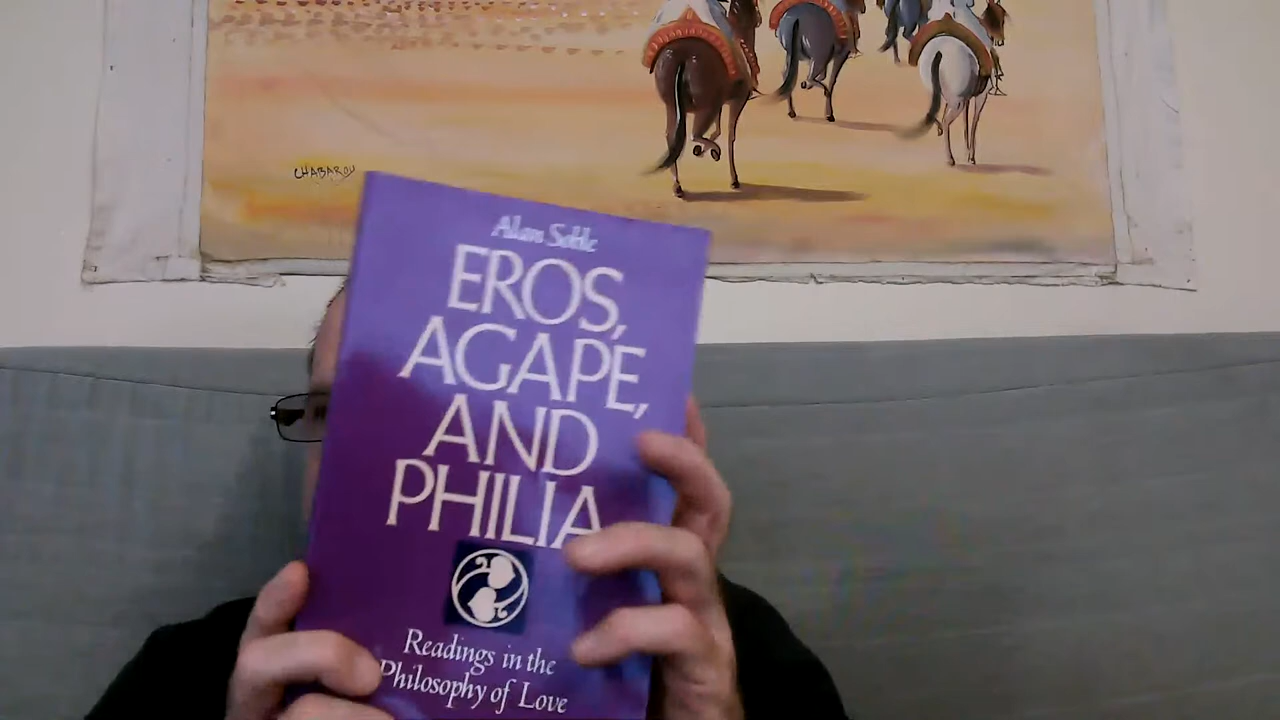 CHABAROU
Alan Soble
EROS,
AGAPE,
AND
PHILIA
Readings in the
Philosophy of Love